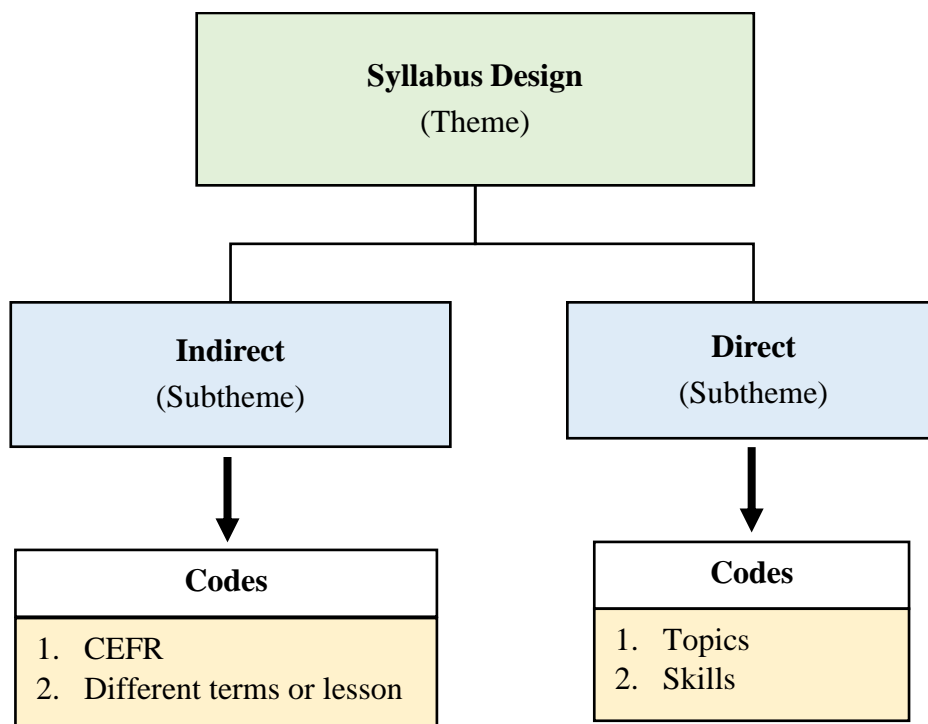 Syllabus Design
(Theme)
Indirect
(Subtheme)
Direct
(Subtheme)
Codes
1. CEFR
2. Different terms or lesson
Codes
1. Topics
2. Skills